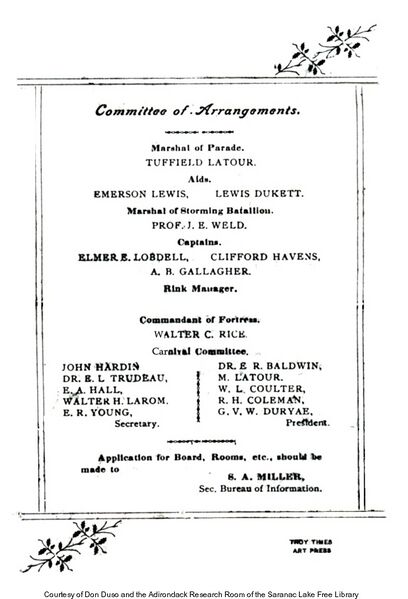 Committee of Arrangements.
Marshal of Parade.
TUFFIELD LATOUR.
Aids.
EMERSON LEWIS, LEWIS DUKETT.
Marshal of Storming Batallion.
PROF. J. E. WELD.
Captains.
ELMER E. LOBDELL, CLIFFORD HAVENS,
A. B. GALLAGHER.
Rink Manager.
Commandant of Fortress.
WALTER C. RICE.
Carnival Committee.
JOHN HARDIN DR. E R. BALDWIN,
DR. E. L TRUDEAU, M. LATOUR.
E. A. HALL, W. L. COULTER,
WALTER H. LAROM. R. H. COLEMAN,
E. R. YOUNG, G. V. W. DURYAE,
Secretary. President.
Application for Board, Rooms, etc., should be
made to
S. A. MILLER,
Sec. Bureau of Information.
TROY TIMES
ART PRESS
Courtesy of Don Duso and the Adirondack Research Room of the Saranac Lake Free Library